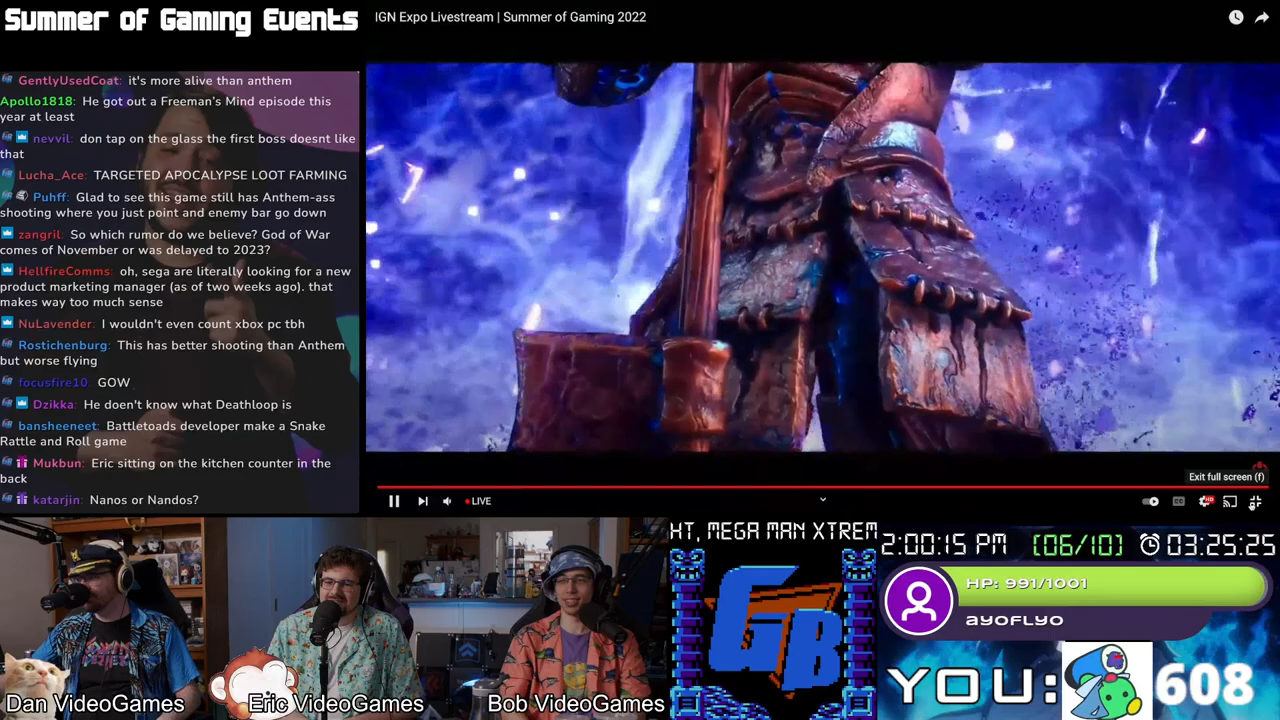 Summer of Gaming Events
IGN Expo Livestream | Summer of Gaming 2022
GentlyUsedCoat: it's more alive than anthem
Apollo1818: He got out a Freeman's Mind episode this
year at least
nevvil: don tap on the glass the first boss doesnt like
that
Lucha_Ace: TARGETED APOCALYPSE LOOT FARMING
Puhff: Glad to see this game still has Anthem-ass
shooting where you just point and enemy bar go down
zangril: So which rumor do we believe? God of War
comes of November or was delayed to 2023?
HellfireComms: oh, sega are literally looking for a new
product marketing manager (as of two weeks ago). that
makes way too much sense
NuLavender: I wouldn't even count xbox pc tbh
Rostichenburg: This has better shooting than Anthem
but worse flying
focusfire10: GOW
Dzikka: He doen't know what Deathloop is
bansheeneet: Battletoads developer make a Snake
Rattle and Roll game
Mukbun: Eric sitting on the kitchen counter in the
back
katarjin: Nanos or Nandos?
Exit full screen (f)
LIVE
HD
HT, MEGA MAN XTREM
2:00:15 PM [06/10] 03:25:25
GB
HP: 991/1001
ayoflyo
YOU: 608
Dan VideoGames
Eric VideoGames
Bob VideoGames